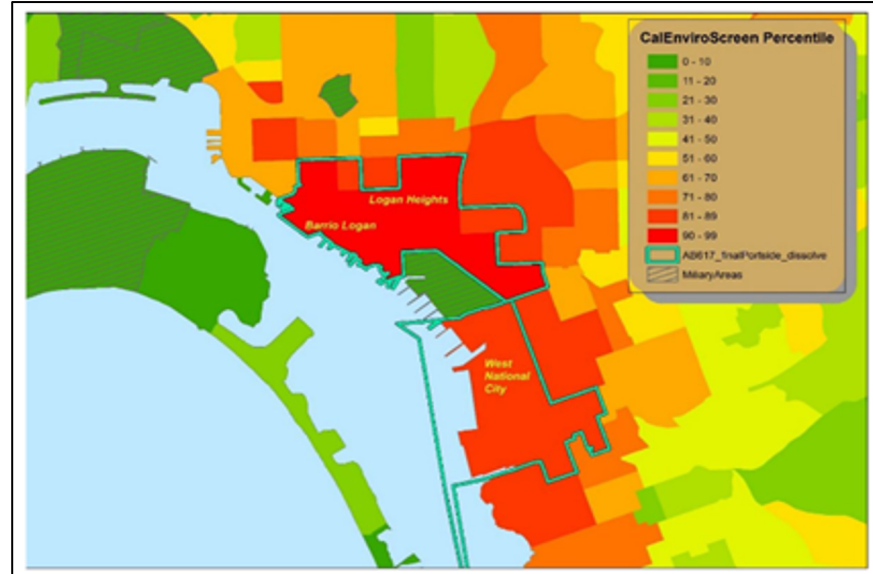 CalEnviroScreen Percentile
0 - 10
11 - 20
21 - 30
31 - 40
41 - 50
51 - 60
61 - 70
71 - 80
81 - 89
90 - 99
AB617_finalPortside_dissolve
MiliaryAreas
Logan Heights
Barrio Logan
West
National
City